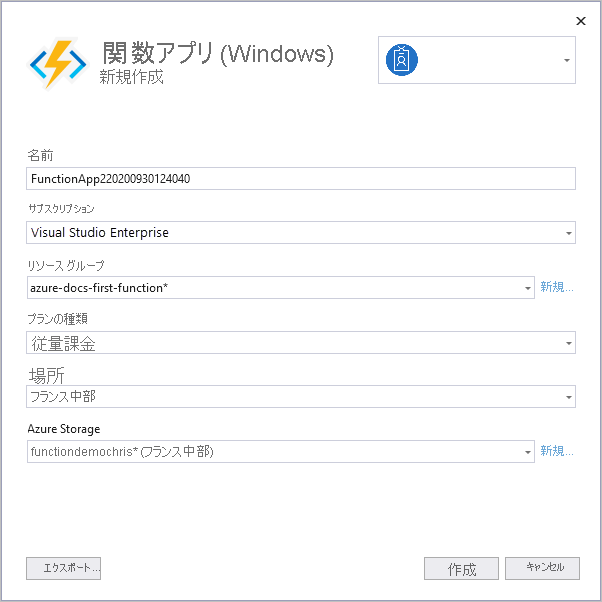 関数アプリ (Windows)
新規作成
名前
FunctionApp220200930124040
サブスクリプション
Visual Studio Enterprise
リソース グループ
azure-docs-first-function*
新規...
プランの種類
従量課金
場所
フランス中部
Azure Storage
functiondemochris* (フランス中部)
新規...
エクスポート...
作成
キャンセル